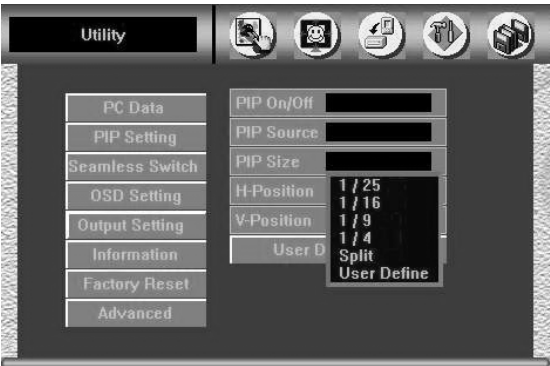 Utility
PC Data
PIP Setting
Seamless Switch
OSD Setting
Output Setting
Information
Factory Reset
Advanced
PIP On/Off
PIP Source
PIP Size
H-Position
V-Position
User D
1 / 25
1 / 16
1 / 9
1 / 4
Split
User Define